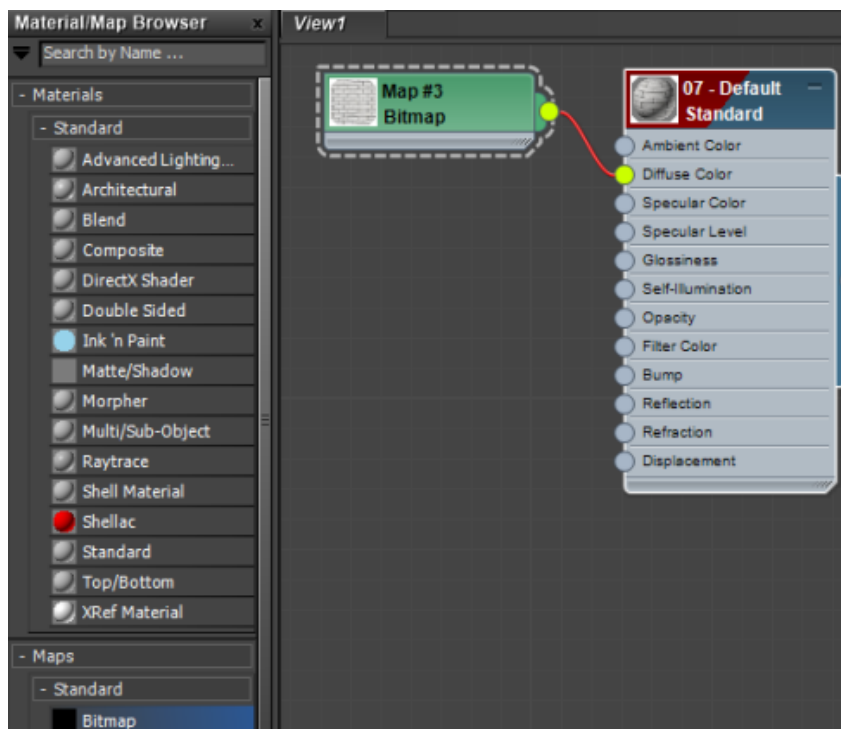 Material/Map Browser x
Search by Name ...
- Materials
- Standard
Advanced Lighting...
Architectural
Blend
Composite
DirectX Shader
Double Sided
Ink 'n Paint
Matte/Shadow
Morpher
Multi/Sub-Object
Raytrace
Shell Material
Shellac
Standard
Top/Bottom
XRef Material
- Maps
- Standard
Bitmap
View1
Map #3
Bitmap
07 - Default
Standard
Ambient Color
Diffuse Color
Specular Color
Specular Level
Glossiness
Self-Illumination
Opacity
Filter Color
Bump
Reflection
Refraction
Displacement